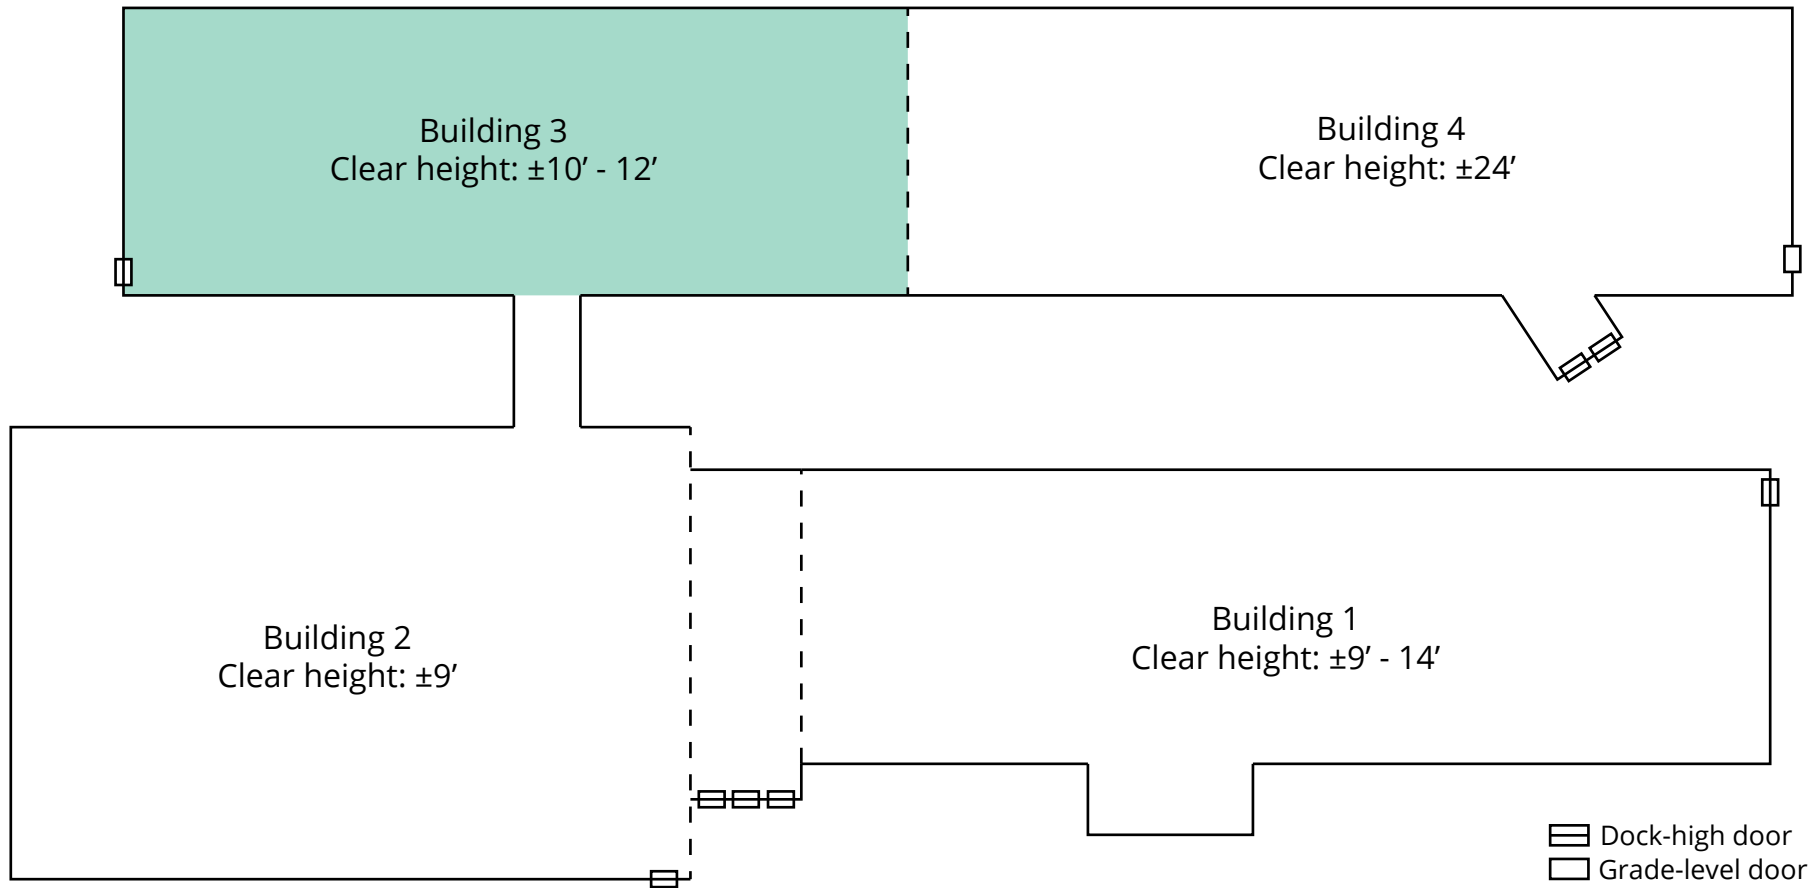 Building 3
Clear height: ±10’ - 12’
Building 4
Clear height: ±24’
Building 2
Clear height: ±9’
Building 1
Clear height: ±9’ - 14’
Dock-high door
Grade-level door